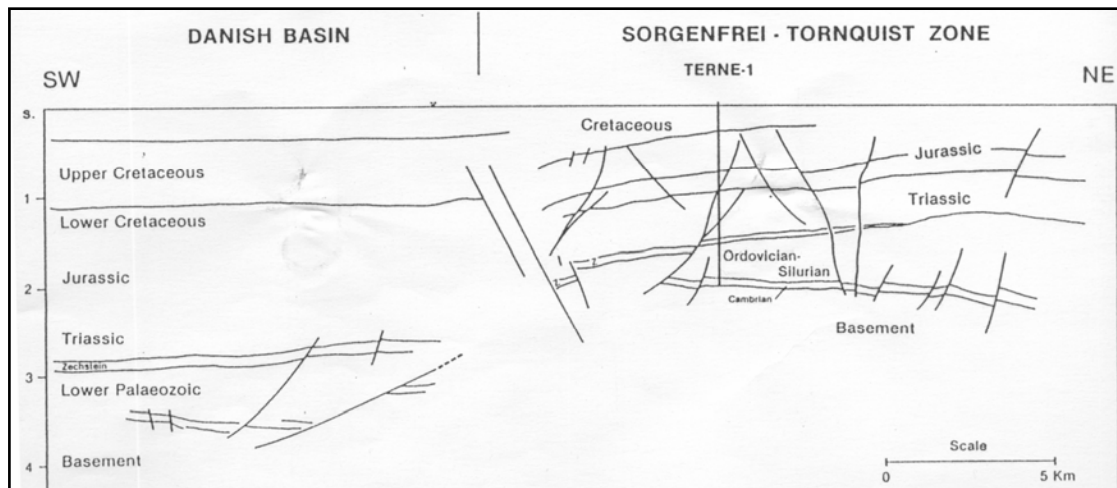 DANISH BASIN
SORGENFREI - TORNQUIST ZONE
TERNE-1
SW
NE
S.
Cretaceous
Jurassic
Upper Cretaceous
1
Triassic
Lower Cretaceous
Z
Ordovician-
Silurian
Jurassic
Z
2
Cambrian
Basement
Triassic
Zechstein
3
Lower Palaeozoic
Scale
Basement
4
0
5 Km